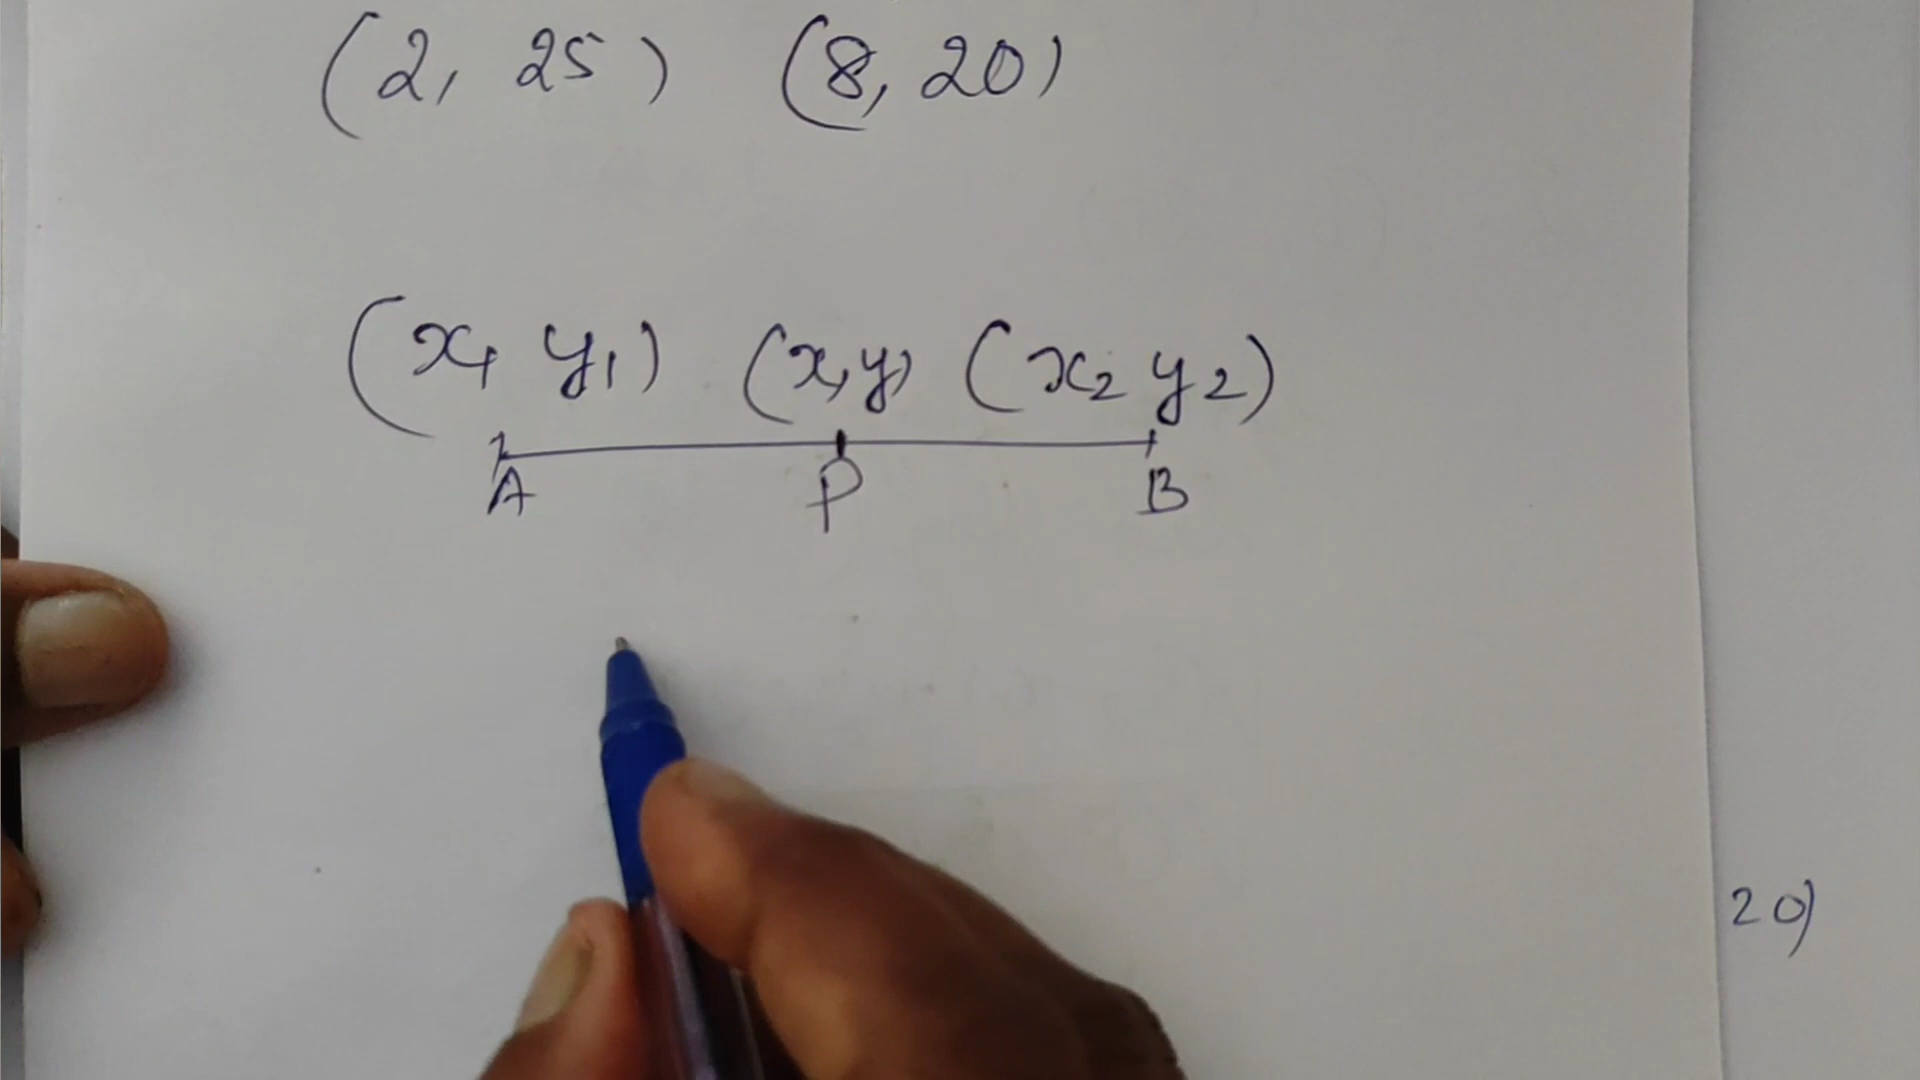 (2, 25) (8, 20)
(x1 y1) (x,y) (x2 y2)
A P B
20)